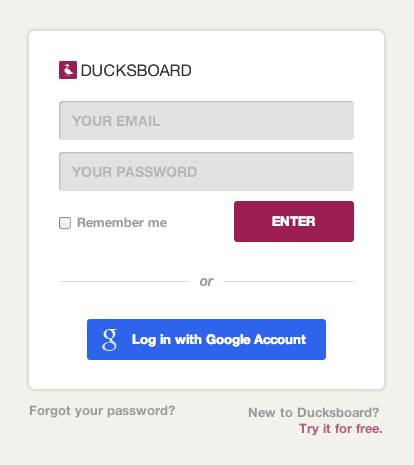 DUCKSBOARD
YOUR EMAIL
YOUR PASSWORD
Remember me
ENTER
or
g Log in with Google Account
Forgot your password?
New to Ducksboard?
Try it for free.